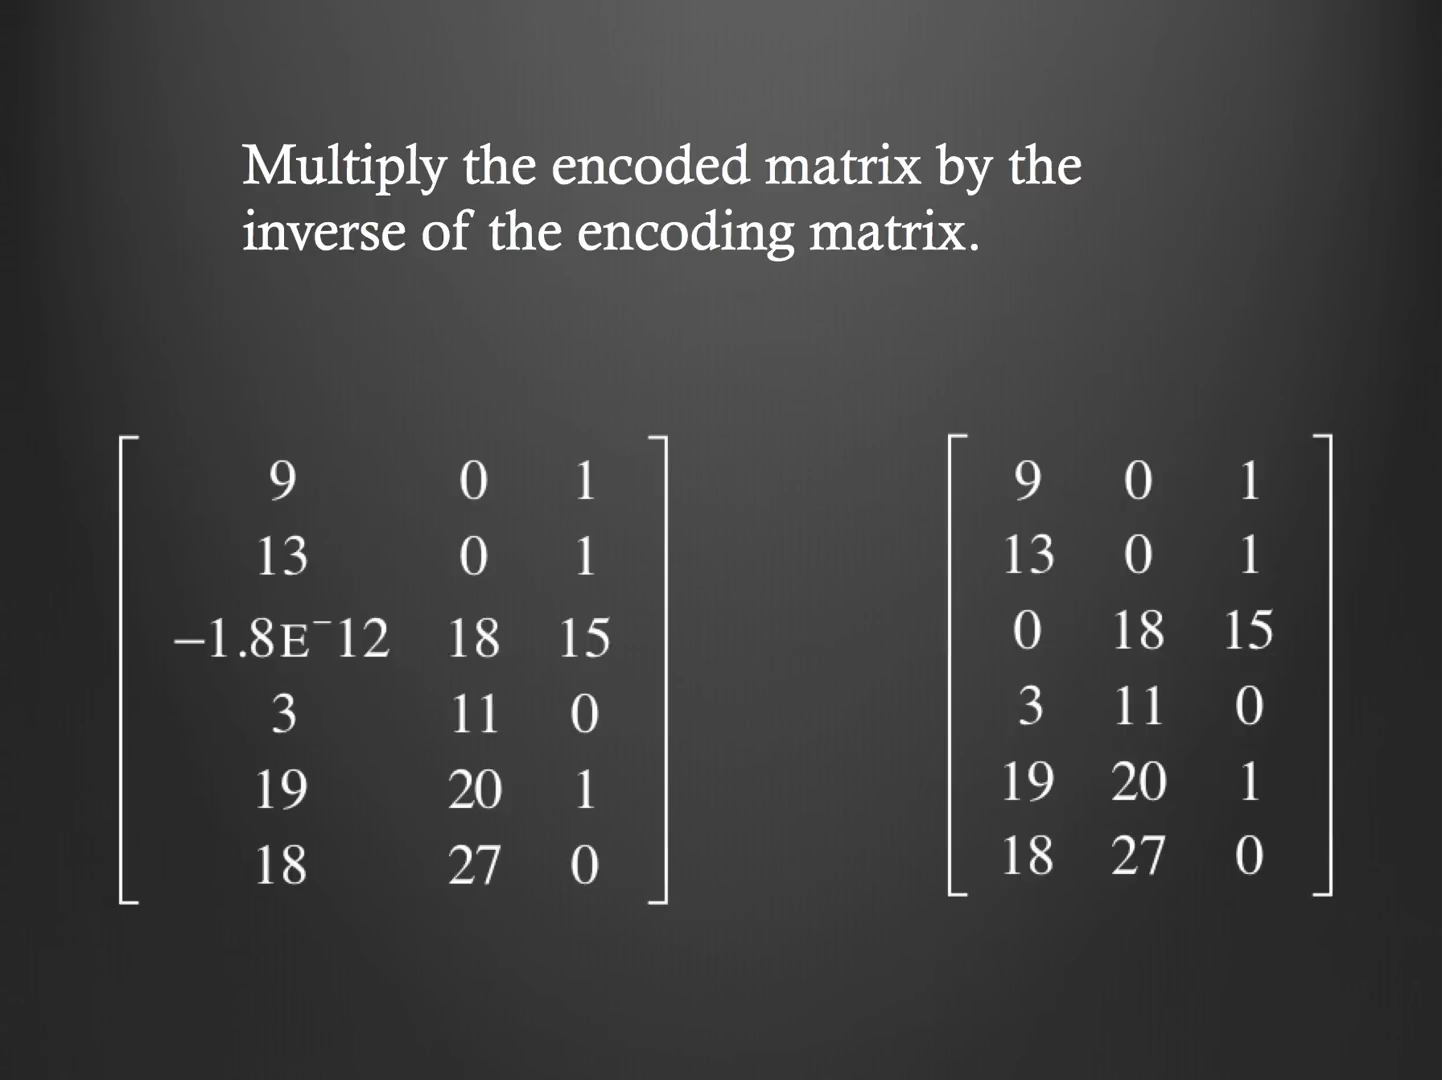 Multiply the encoded matrix by the
inverse of the encoding matrix.
9 0 1 9 0 1
13 0 1 13 0 1
−1.8E⁻12 18 15 0 18 15
3 11 0 3 11 0
19 20 1 19 20 1
18 27 0 18 27 0